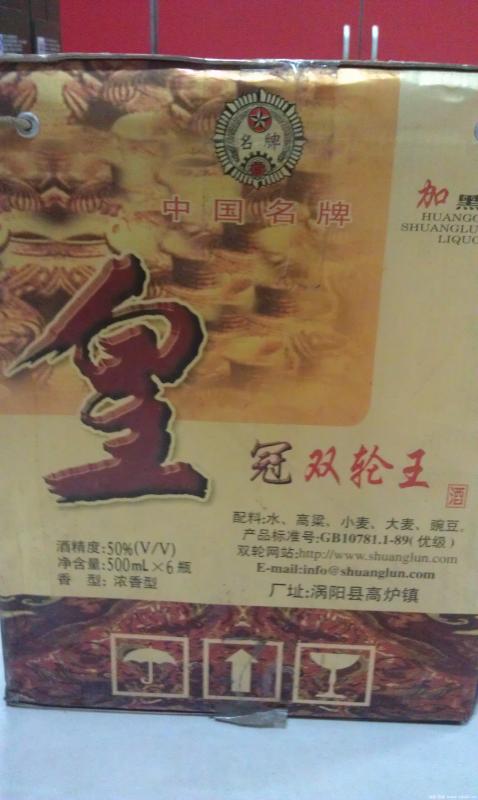 名牌
中国名牌
加黑
HUANGG
SHUANGLU
LIQUO
皇
冠双轮王
酒
配料:水、高粱、小麦、大麦、豌豆。
产品标准号:GB10781.1-89(优级)
双轮网站:http://www.shuanglun.com
E-mail:info@shuanglun.com
厂址:涡阳县高炉镇
酒精度:50%(V/V)
净含量:500mL×6瓶
香 型:浓香型